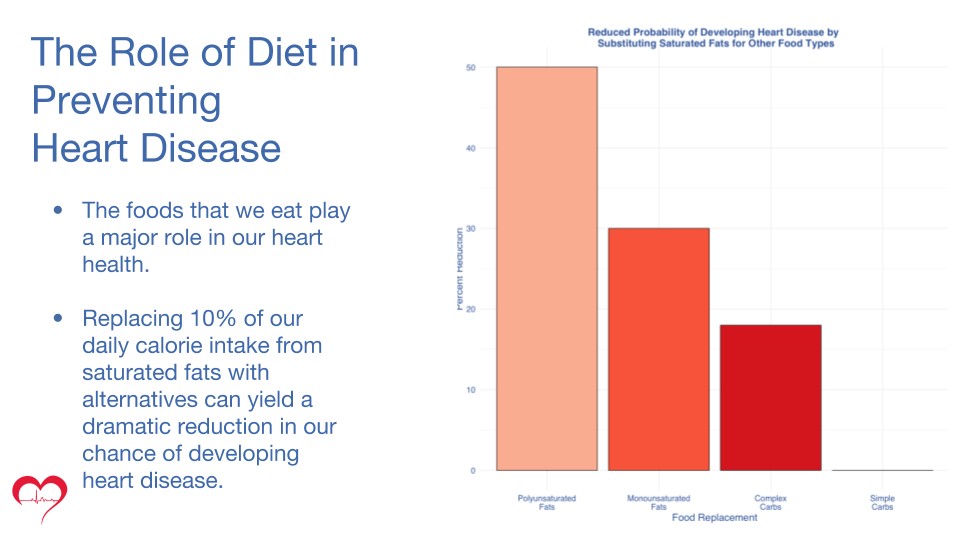 The Role of Diet in
Preventing
Heart Disease
• The foods that we eat play
a major role in our heart
health.
• Replacing 10% of our
daily calorie intake from
saturated fats with
alternatives can yield a
dramatic reduction in our
chance of developing
heart disease.
Reduced Probability of Developing Heart Disease by
Substituting Saturated Fats for Other Food Types
50
40
30
20
10
0
Percent Reduction
Polyunsaturated
Fats
Monounsaturated
Fats
Complex
Carbs
Simple
Carbs
Food Replacement